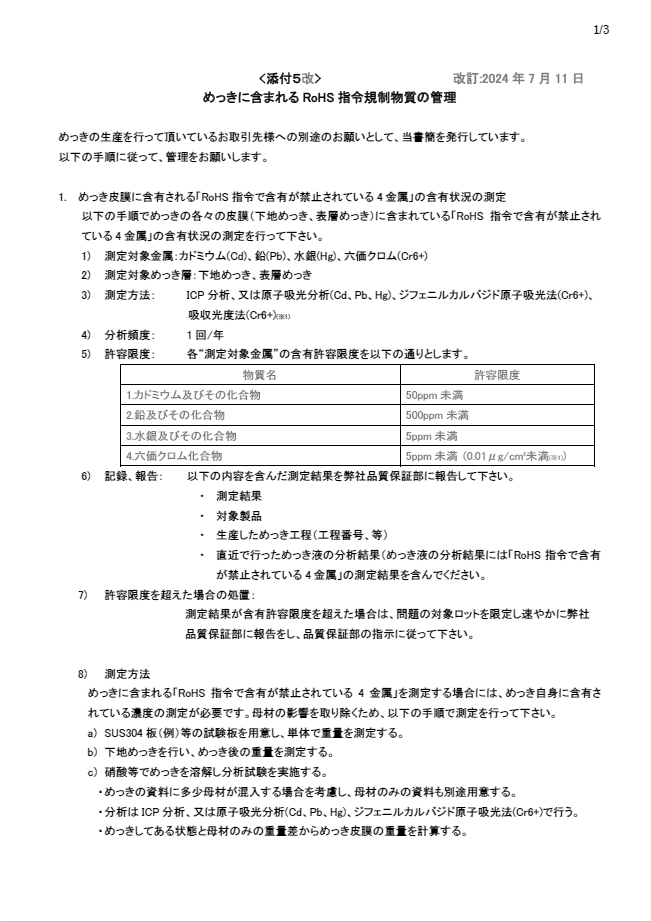 1/3
<添付5改> 改訂:2024 年 7 月 11 日
めっきに含まれる RoHS 指令規制物質の管理
めっきの生産を行って頂いているお取引先様への別途のお願いとして、当書簡を発行しています。
以下の手順に従って、管理をお願いします。
1. めっき皮膜に含有される「RoHS 指令で含有が禁止されている 4 金属」の含有状況の測定
以下の手順でめっきの各々の皮膜（下地めっき、表層めっき）に含まれている「RoHS 指令で含有が禁止され
ている 4 金属」の含有状況の測定を行って下さい。
1) 測定対象金属：カドミウム(Cd)、鉛(Pb)、水銀(Hg)、六価クロム(Cr6+)
2) 測定対象めっき層：下地めっき、表層めっき
3) 測定方法： ICP 分析、又は原子吸光分析(Cd、Pb、Hg)、ジフェニルカルバジド原子吸光法(Cr6+)、
吸収光度法(Cr6+)(※1)
4) 分析頻度： 1 回/年
5) 許容限度： 各“測定対象金属”の含有許容限度を以下の通りとします。
物質名 許容限度
1.カドミウム及びその化合物 50ppm 未満
2.鉛及びその化合物 500ppm 未満
3.水銀及びその化合物 5ppm 未満
4.六価クロム化合物 5ppm 未満 (0.01μg/cm²未満(※1))
6) 記録、報告： 以下の内容を含んだ測定結果を弊社品質保証部に報告して下さい。
・ 測定結果
・ 対象製品
・ 生産しためっき工程（工程番号、等）
・ 直近で行っためっき液の分析結果（めっき液の分析結果には「RoHS 指令で含有
が禁止されている 4 金属」の測定結果を含んでください。
7) 許容限度を超えた場合の処置：
測定結果が含有許容限度を超えた場合は、問題の対象ロットを限定し速やかに弊社
品質保証部に報告をし、品質保証部の指示に従って下さい。
8) 測定方法
めっきに含まれる「RoHS 指令で含有が禁止されている 4 金属」を測定する場合には、めっき自身に含有さ
れている濃度の測定が必要です。母材の影響を取り除くため、以下の手順で測定を行って下さい。
a) SUS304 板（例）等の試験板を用意し、単体で重量を測定する。
b) 下地めっきを行い、めっき後の重量を測定する。
c) 硝酸等でめっきを溶解し分析試験を実施する。
・めっきの資料に多少母材が混入する場合を考慮し、母材のみの資料も別途用意する。
・分析は ICP 分析、又は原子吸光分析(Cd、Pb、Hg)、ジフェニルカルバジド原子吸光法(Cr6+)で行う。
・めっきしてある状態と母材のみの重量差からめっき皮膜の重量を計算する。